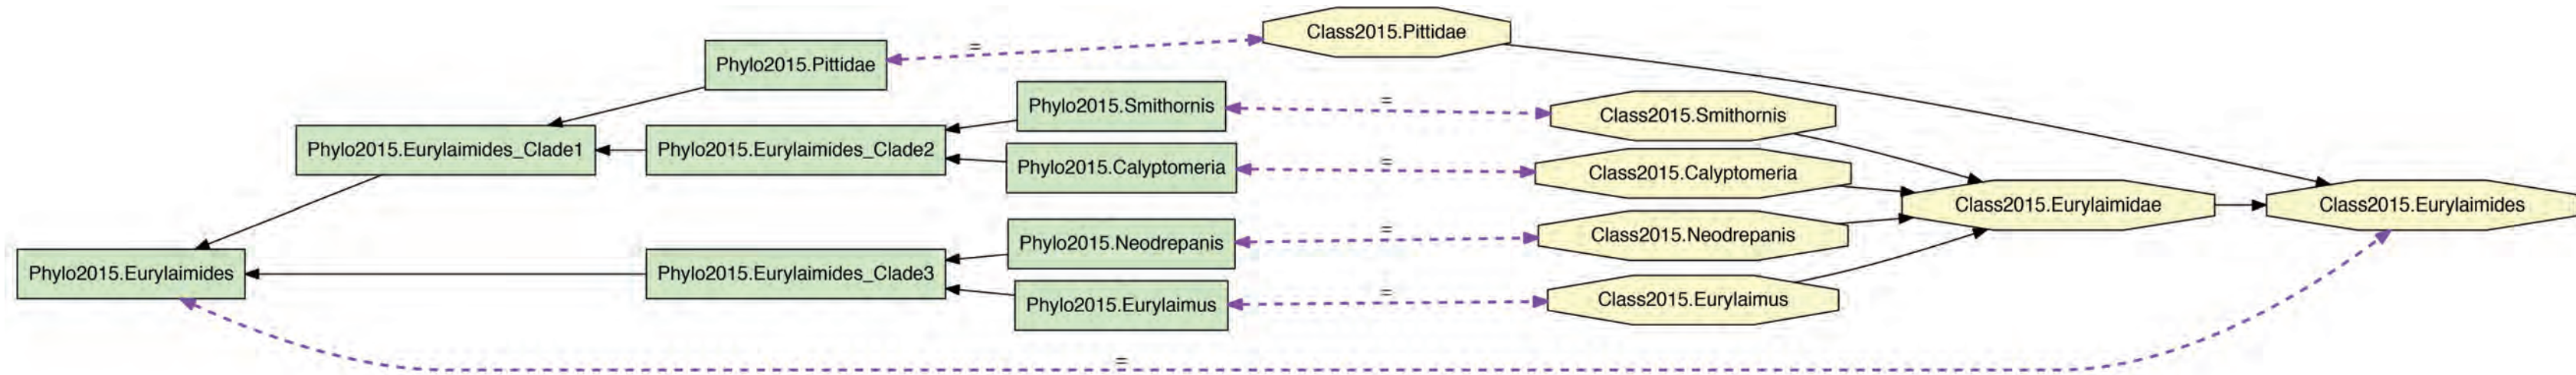 Class2015.Pittidae
=
Phylo2015.Pittidae
Phylo2015.Smithornis
=
Class2015.Smithornis
Phylo2015.Eurylaimides_Clade1
Phylo2015.Eurylaimides_Clade2
Phylo2015.Calyptomeria
=
Class2015.Calyptomeria
Class2015.Eurylaimidae
Class2015.Eurylaimides
Phylo2015.Neodrepanis
=
Class2015.Neodrepanis
Phylo2015.Eurylaimides
Phylo2015.Eurylaimides_Clade3
Phylo2015.Eurylaimus
=
Class2015.Eurylaimus
=